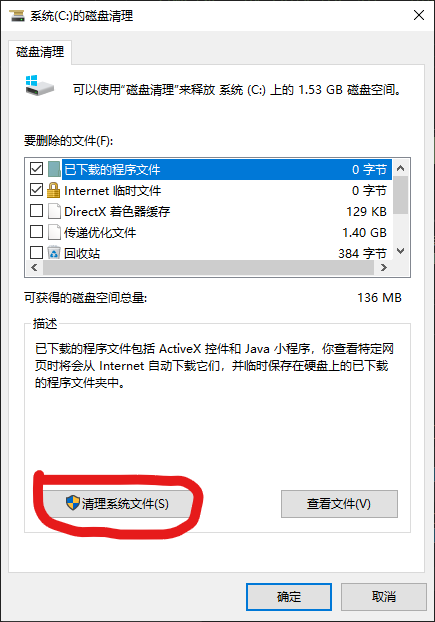 系统(C:)的磁盘清理
磁盘清理
可以使用“磁盘清理”来释放 系统 (C:) 上的 1.53 GB 磁盘空间。
要删除的文件(F):
已下载的程序文件 0 字节
Internet 临时文件 0 字节
DirectX 着色器缓存 129 KB
传递优化文件 1.40 GB
回收站 384 字节
可获得的磁盘空间总量: 136 MB
描述
已下载的程序文件包括 ActiveX 控件和 Java 小程序，你查看特定网
页时将会从 Internet 自动下载它们，并临时保存在硬盘上的已下载
的程序文件夹中。
清理系统文件(S) 查看文件(V)
确定 取消